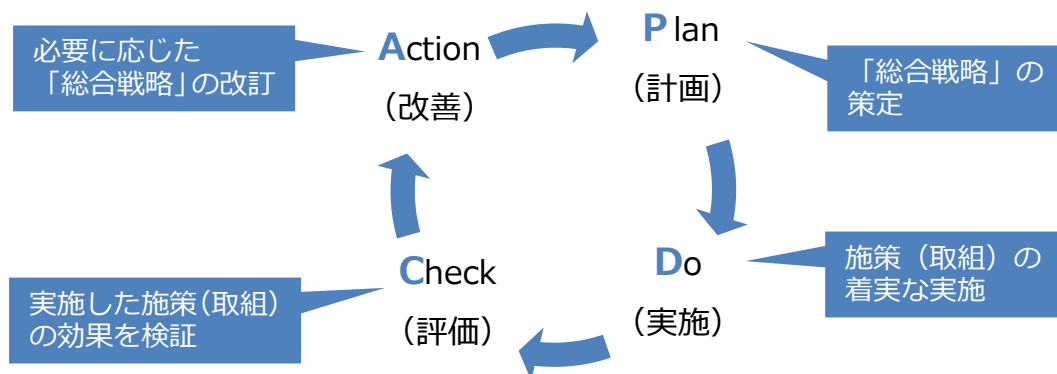 必要に応じた
「総合戦略」の改訂
Action
（改善）
Plan
（計画）
「総合戦略」の
策定
Do
（実施）
施策（取組）の
着実な実施
Check
（評価）
実施した施策(取組)
の効果を検証